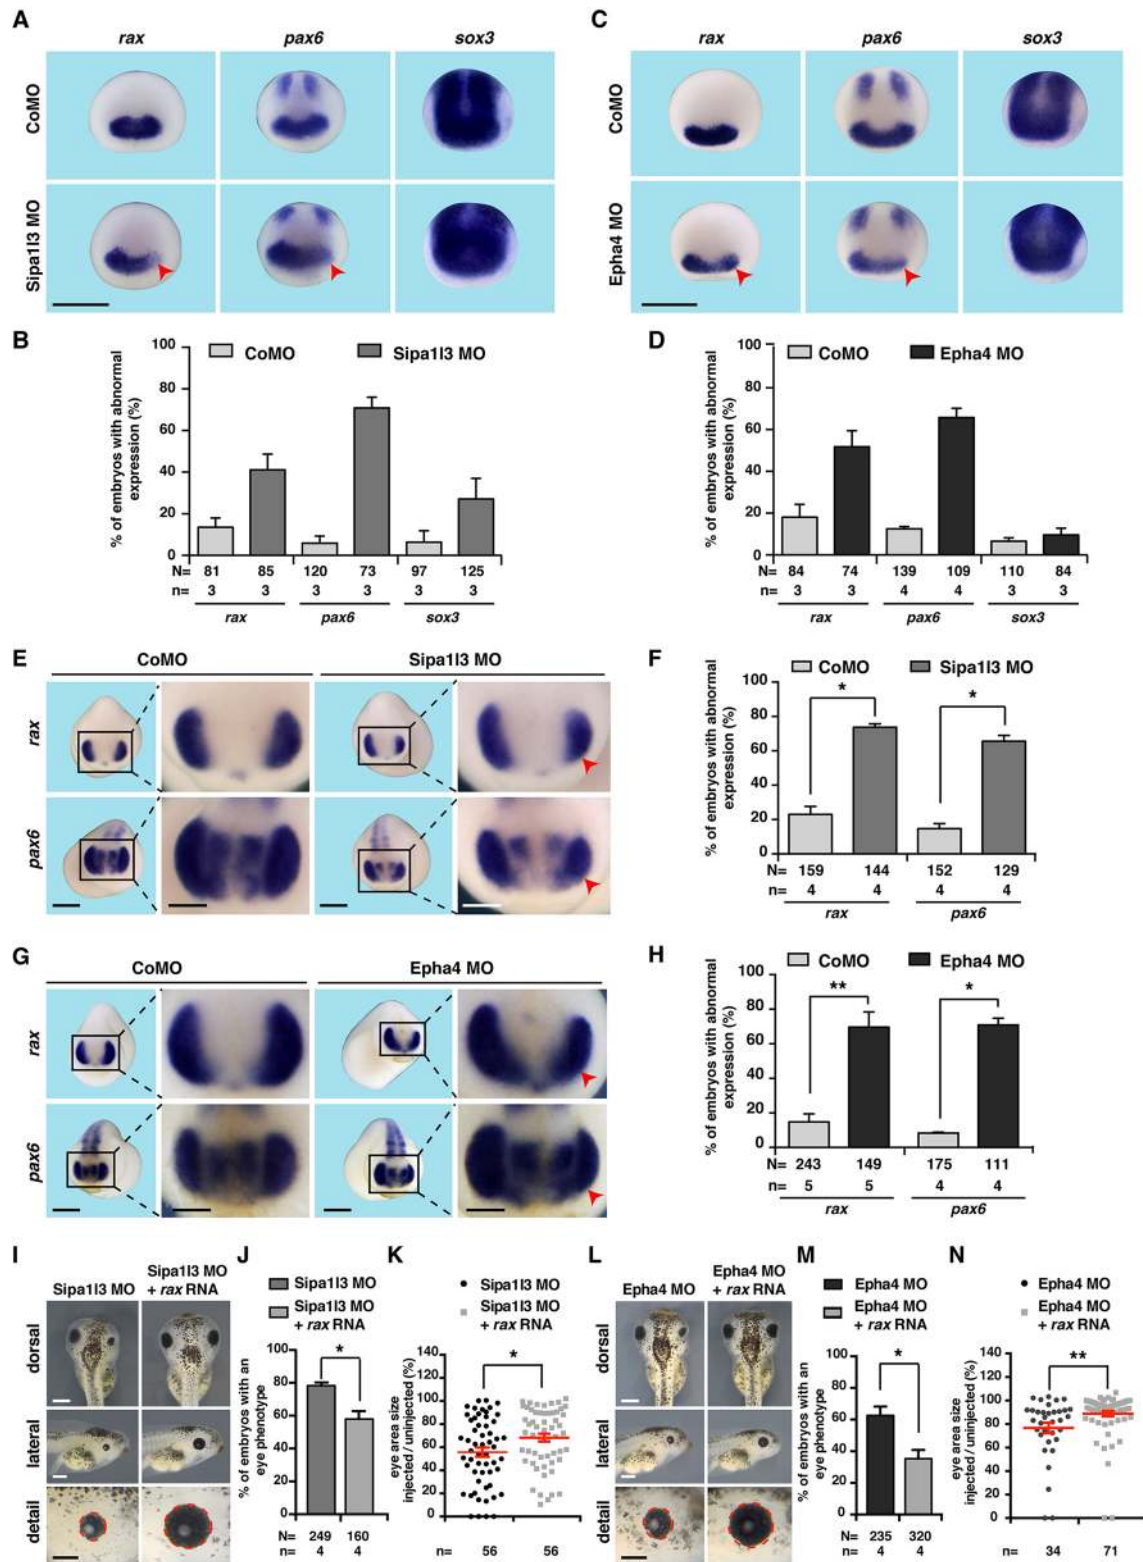 A
rax pax6 sox3
CoMO
Sipa1l3 MO
C
rax pax6 sox3
CoMO
Epha4 MO
B
CoMO Sipa1l3 MO
% of embryos with abnormal
expression (%)
100
80
60
40
20
0
N= 81 85 120 73 97 125
n= 3 3 3 3 3 3
rax pax6 sox3
D
CoMO Epha4 MO
% of embryos with abnormal
expression (%)
100
80
60
40
20
0
N= 84 74 139 109 110 84
n= 3 3 4 4 3 3
rax pax6 sox3
E
CoMO Sipa1l3 MO
rax
pax6
F
CoMO Sipa1l3 MO
% of embryos with abnormal
expression (%)
100
80
60
40
20
0
* *
N= 159 144 152 129
n= 4 4 4 4
rax pax6
G
CoMO Epha4 MO
rax
pax6
H
CoMO Epha4 MO
% of embryos with abnormal
expression (%)
100
80
60
40
20
0
** *
N= 243 149 175 111
n= 5 5 4 4
rax pax6
I
Sipa1l3 MO
Sipa1l3 MO
+ rax RNA
dorsal
lateral
detail
J
Sipa1l3 MO
Sipa1l3 MO
+ rax RNA
% of embryos with an
eye phenotype
100
80
60
40
20
0
*
N= 249 160
n= 4 4
K
Sipa1l3 MO
Sipa1l3 MO
+ rax RNA
eye area size
injected / uninjected (%)
140
120
100
80
60
40
20
0
*
n= 56 56
L
Epha4 MO
Epha4 MO
+ rax RNA
dorsal
lateral
detail
M
Epha4 MO
Epha4 MO
+ rax RNA
% of embryos with an
eye phenotype
100
80
60
40
20
0
*
N= 235 320
n= 4 4
N
Epha4 MO
Epha4 MO
+ rax RNA
eye area size
injected / uninjected (%)
140
120
100
80
60
40
20
0
**
n= 34 71